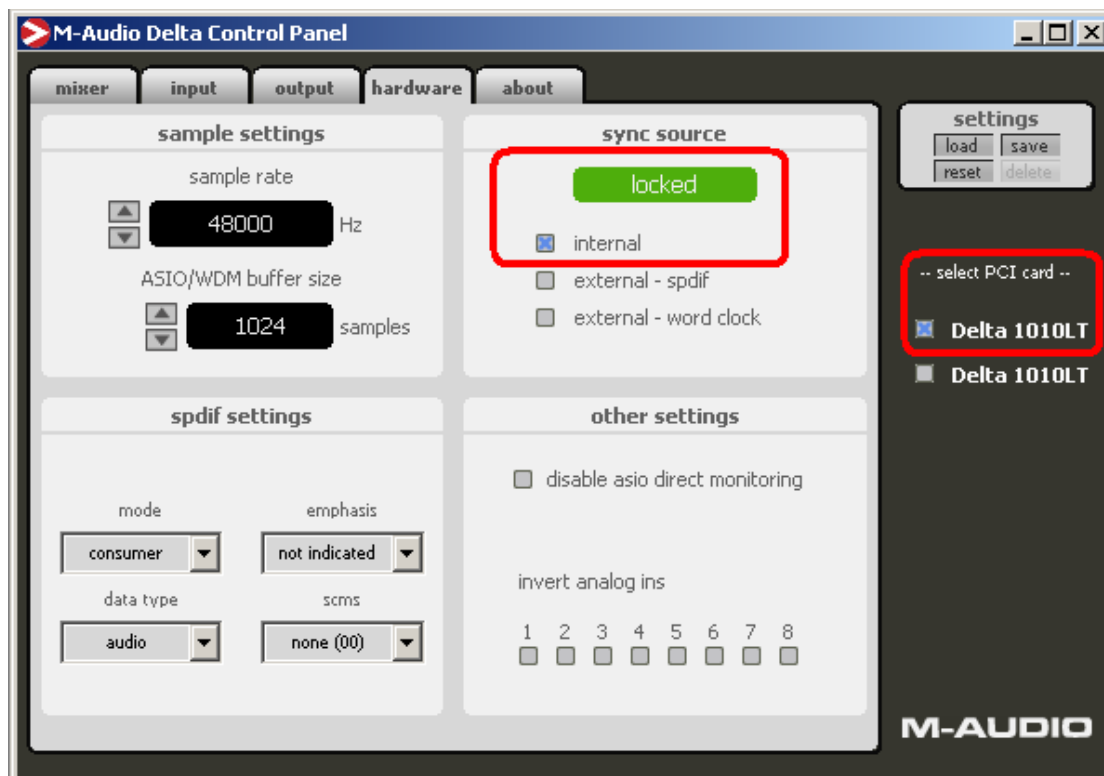 M-Audio Delta Control Panel
mixer input output hardware about
sample settings
sample rate
48000 Hz
ASIO/WDM buffer size
1024 samples
sync source
locked
internal
external - spdif
external - word clock
spdif settings
mode
consumer
emphasis
not indicated
data type
audio
scms
none (00)
other settings
disable asio direct monitoring
invert analog ins
1 2 3 4 5 6 7 8
settings
load save
reset delete
-- select PCI card --
Delta 1010LT
Delta 1010LT
M-AUDIO